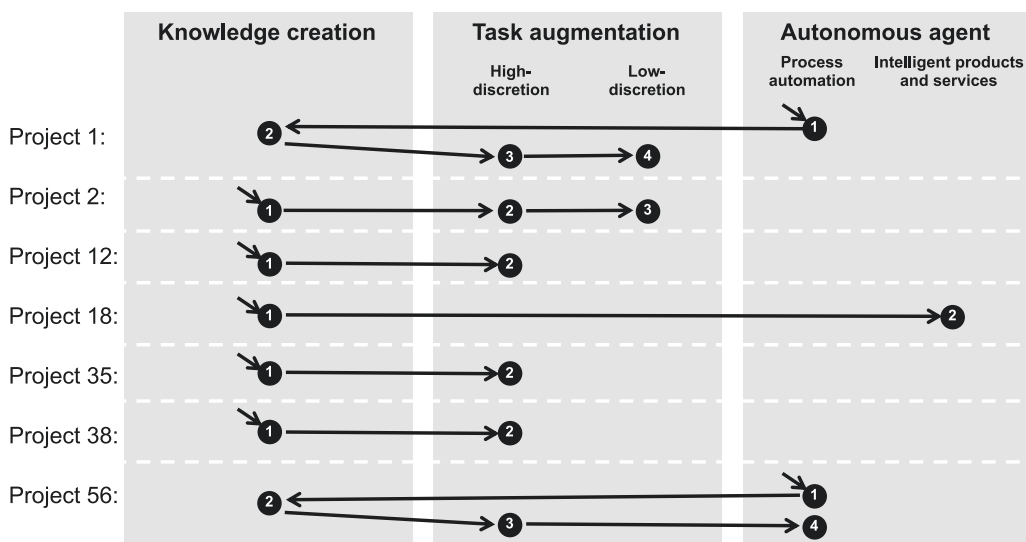 Knowledge creation
Task augmentation
Autonomous agent
High-
discretion
Low-
discretion
Process
automation
Intelligent products
and services
Project 1:
2
1
3
4
Project 2:
1
2
3
Project 12:
1
2
Project 18:
1
2
Project 35:
1
2
Project 38:
1
2
Project 56:
2
1
3
4